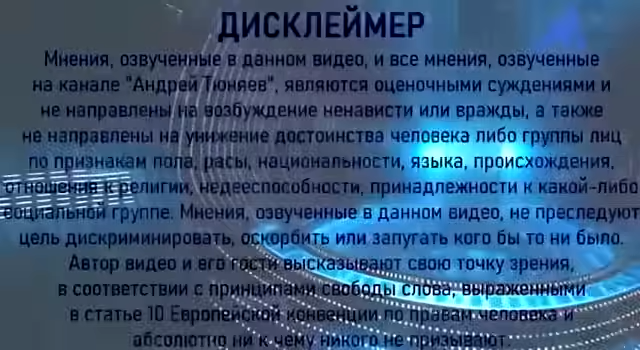 ДИСКЛЕЙМЕР
Мнения, озвученные в данном видео, и все мнения, озвученные
на канале "Андрей Тюняев", являются оценочными суждениями и
не направлены на возбуждение ненависти или вражды, а также
не направлены на унижение достоинства человека либо группы лиц
по признакам пола, расы, национальности, языка, происхождения,
отношения к религии, недееспособности, принадлежности к какой-либо
социальной группе. Мнения, озвученные в данном видео, не преследуют
цель дискриминировать, оскорбить или запугать кого бы то ни было.
Автор видео и его гости высказывают свою точку зрения,
в соответствии с принципами свободы слова, выраженными
в статье 10 Европейской конвенции по правам человека и
абсолютно ни к чему никого не призывают.